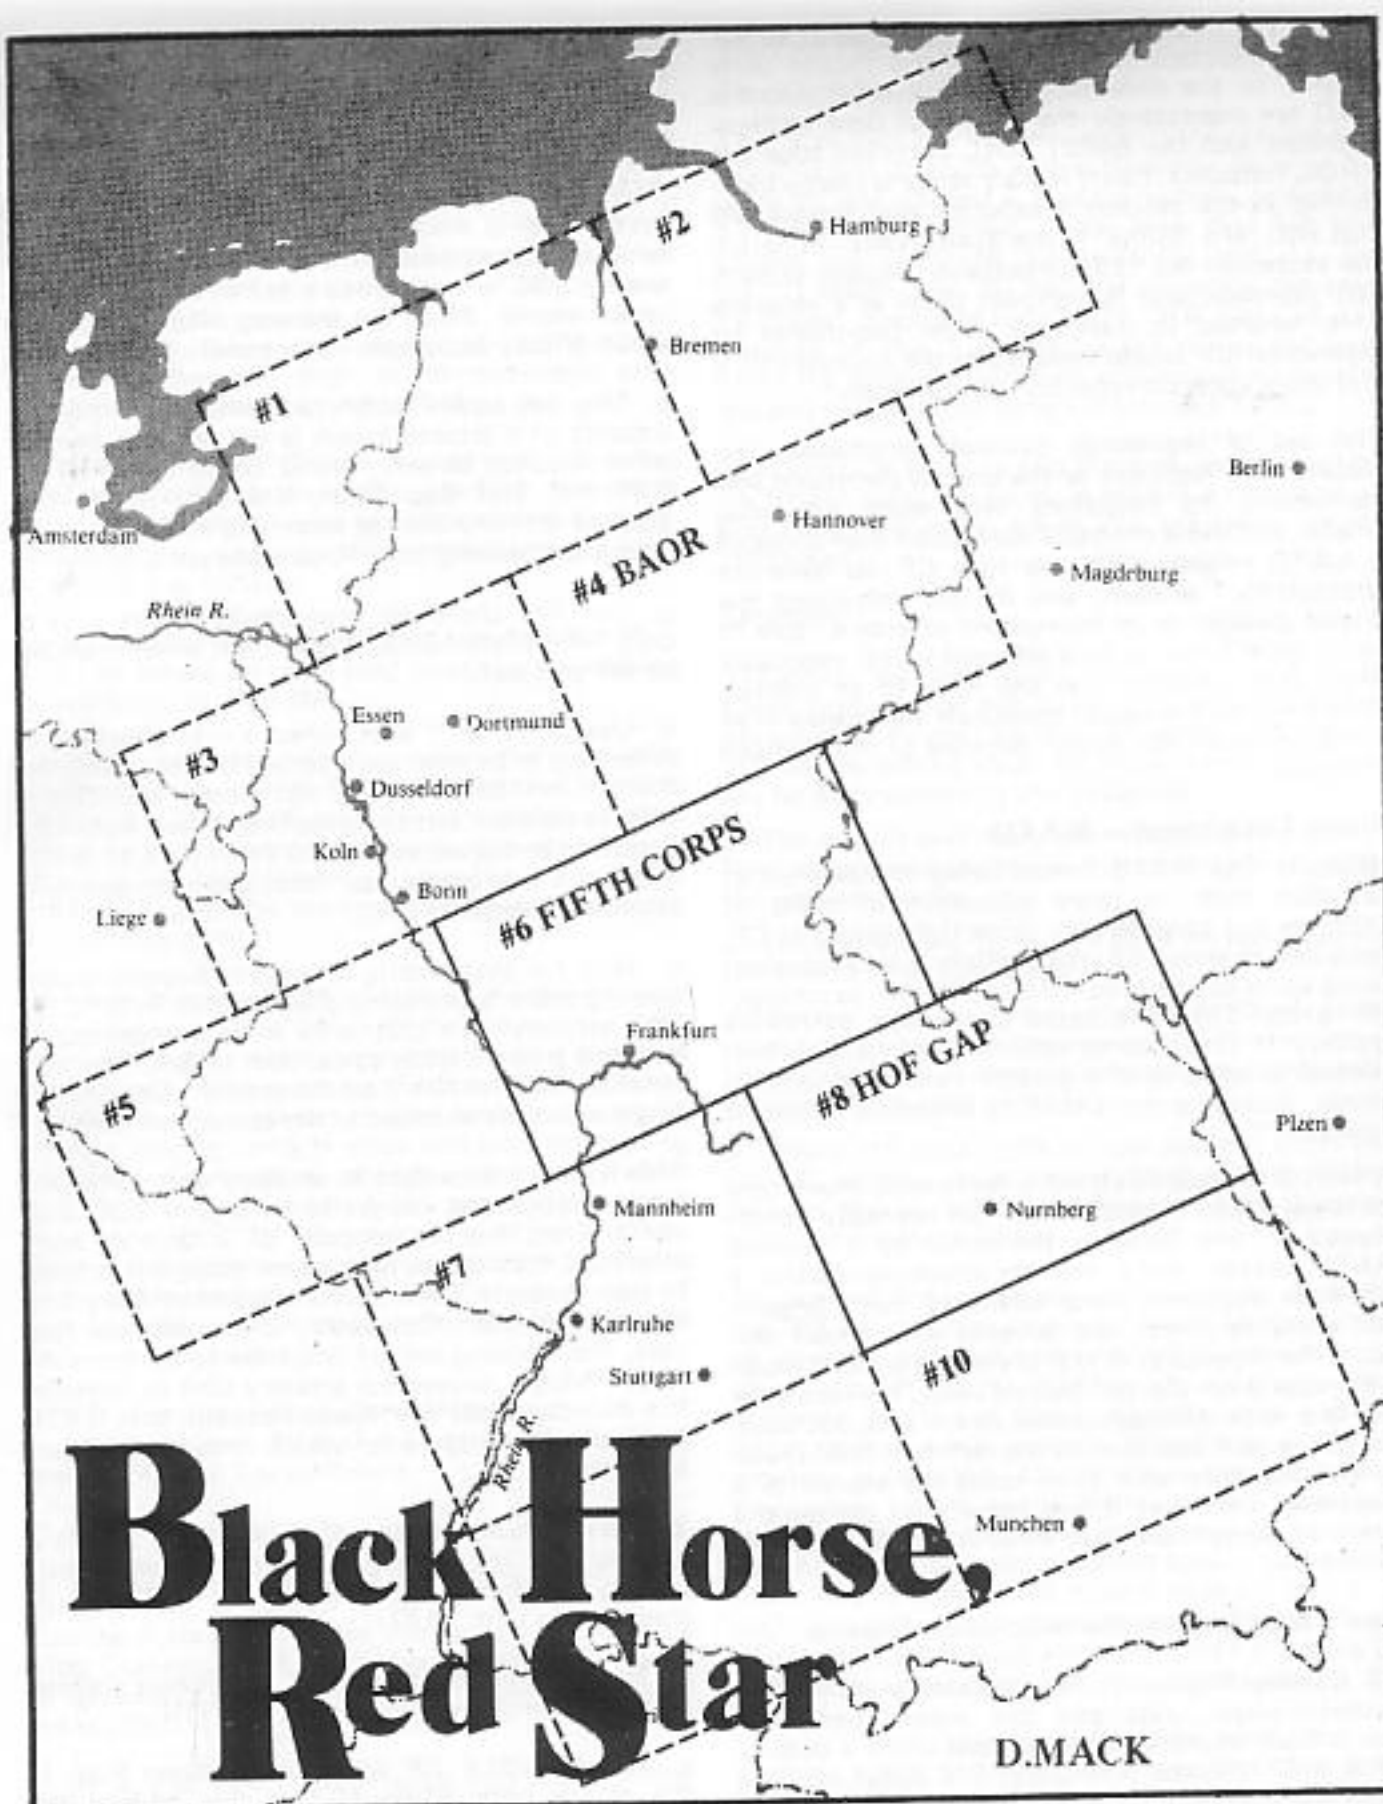 #2
Hamburg
Bremen
#1
Berlin
Amsterdam
Hannover
#4 BAOR
Magdeburg
Rhein R.
Essen
Dortmund
#3
Dusseldorf
Koln
Bonn
#6 FIFTH CORPS
Liege
Frankfurt
#8 HOF GAP
#5
Plzen
Mannheim
Nurnberg
#7
Karlruhe
Stuttgart
#10
Rhein R.
Munchen
Black Horse,
Red Star
D.MACK